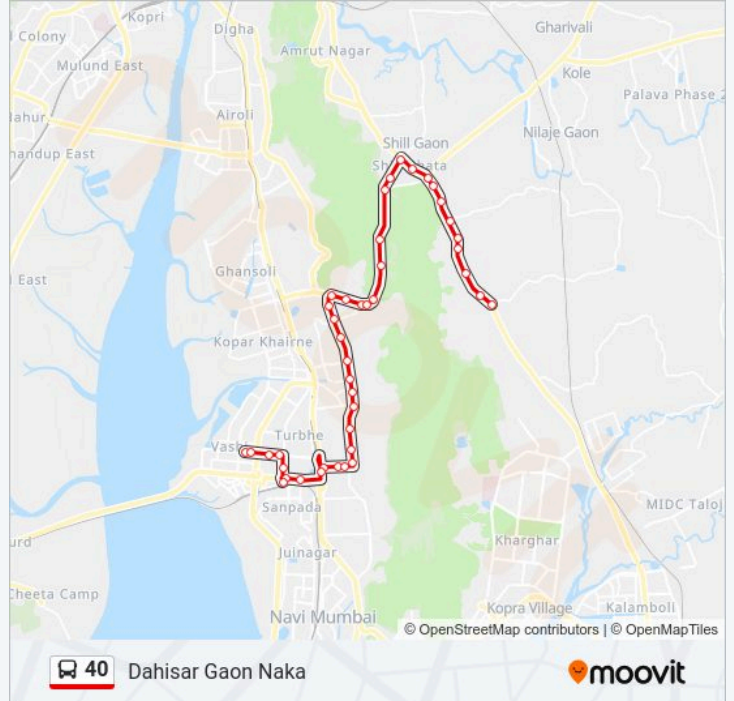 Kopri
Colony
Digha
Gharivali
Amrut Nagar
Mulund East
Kole
Palava Phase 2
Airoli
Nilaje Gaon
Shill Gaon
andup East
Ghansoli
East
Kopar Khairne
Turbhe
Vashi
MIDC Taloj
Sanpada
urd
Kharghar
Juinagar
Cheeta Camp
Kopra Village
Kalamboli
Navi Mumbai
© OpenStreetMap contributors | © OpenMapTiles
40 Dahisar Gaon Naka
moovit